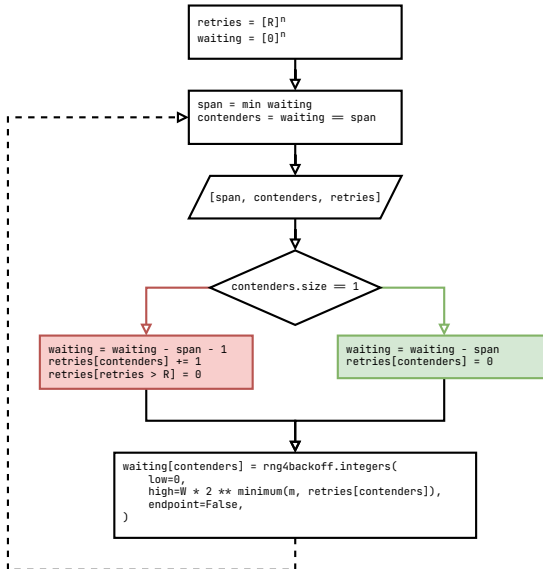 retries = [R]ⁿ
waiting = [0]ⁿ
span = min waiting
contenders = waiting == span
[span, contenders, retries]
contenders.size == 1
waiting = waiting - span - 1
retries[contenders] += 1
retries[retries > R] = 0
waiting = waiting - span
retries[contenders] = 0
waiting[contenders] = rng4backoff.integers(
    low=0,
    high=W * 2 ** minimum(m, retries[contenders]),
    endpoint=False,
)